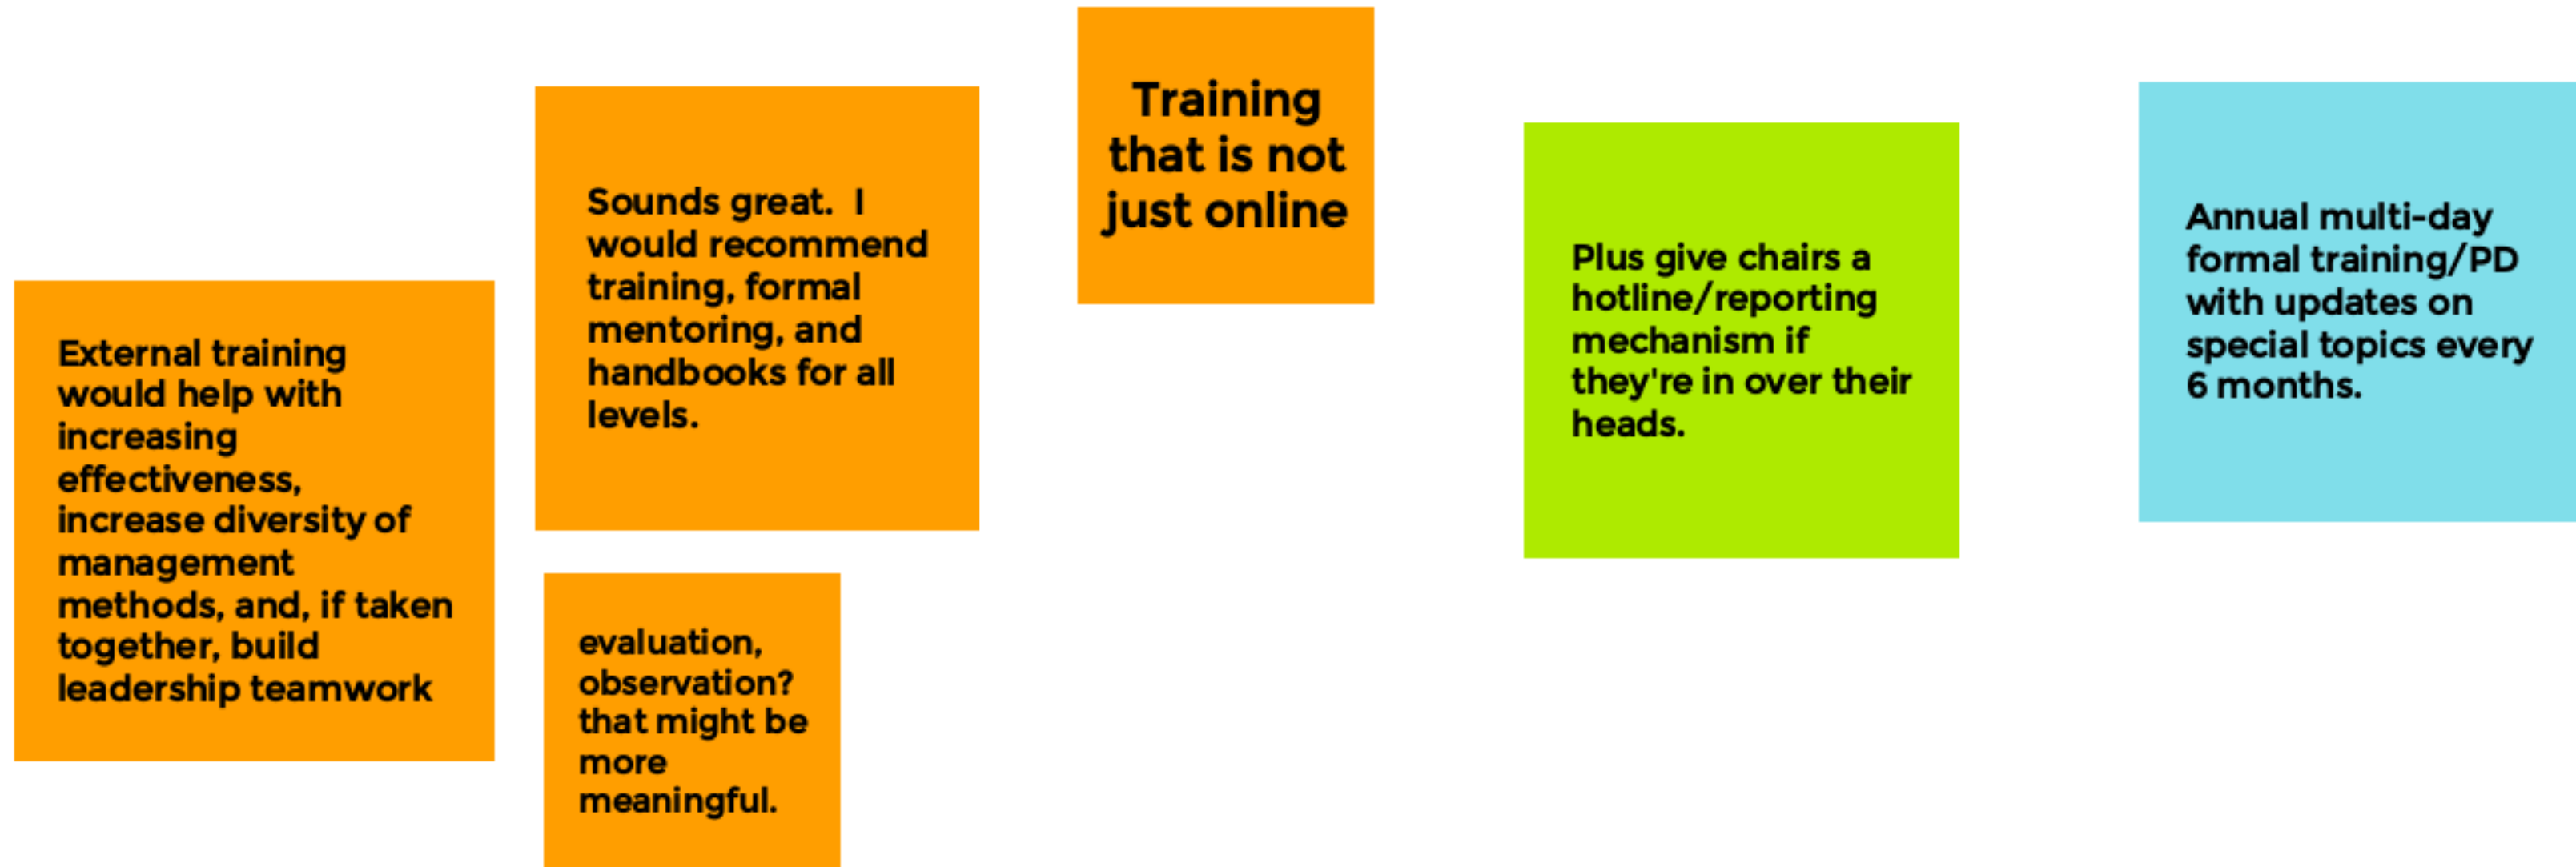 External training
would help with
increasing
effectiveness,
increase diversity of
management
methods, and, if taken
together, build
leadership teamwork
Sounds great.  I
would recommend
training, formal
mentoring, and
handbooks for all
levels.
evaluation,
observation?
that might be
more
meaningful.
Training
that is not
just online
Plus give chairs a
hotline/reporting
mechanism if
they're in over their
heads.
Annual multi-day
formal training/PD
with updates on
special topics every
6 months.